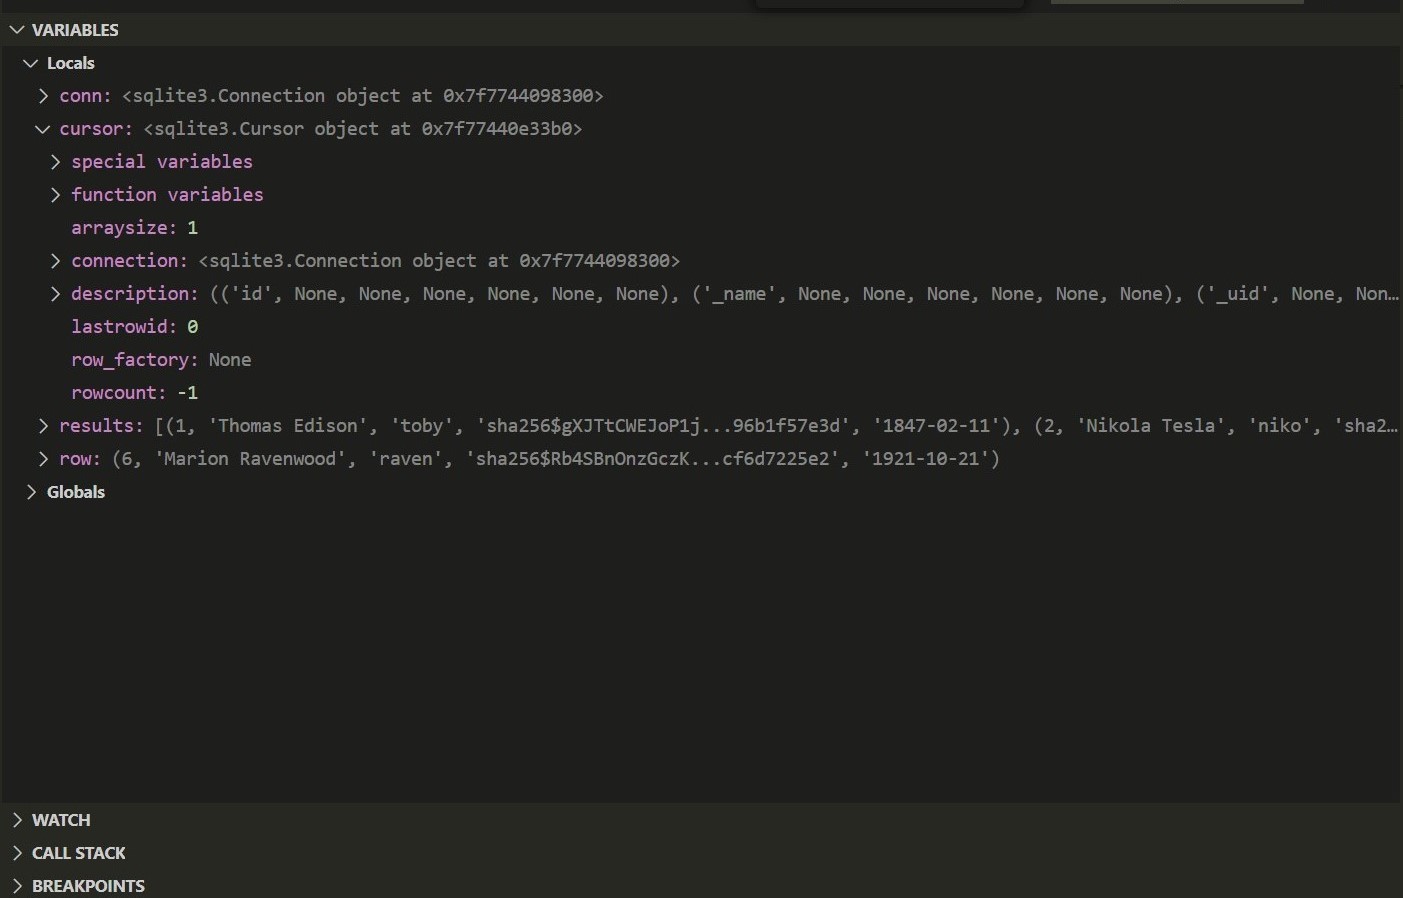 VARIABLES
Locals
conn: <sqlite3.Connection object at 0x7f7744098300>
cursor: <sqlite3.Cursor object at 0x7f77440e33b0>
special variables
function variables
arraysize: 1
connection: <sqlite3.Connection object at 0x7f7744098300>
description: (('id', None, None, None, None, None, None), ('_name', None, None, None, None, None, None), ('_uid', None, Non…
lastrowid: 0
row_factory: None
rowcount: -1
results: [(1, 'Thomas Edison', 'toby', 'sha256$gXJTtCWEJoP1j...96b1f57e3d', '1847-02-11'), (2, 'Nikola Tesla', 'niko', 'sha2…
row: (6, 'Marion Ravenwood', 'raven', 'sha256$Rb4SBnOnzGczK...cf6d7225e2', '1921-10-21')
Globals
WATCH
CALL STACK
BREAKPOINTS